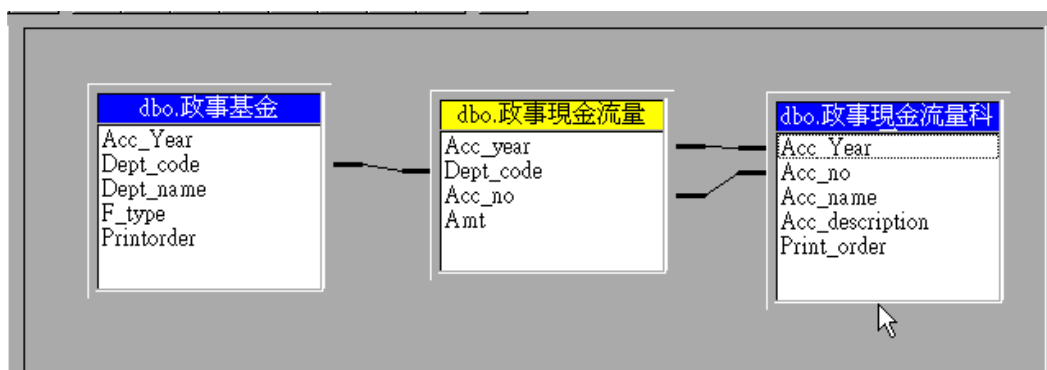 dbo.政事基金
Acc_Year
Dept_code
Dept_name
F_type
Printorder
dbo.政事現金流量
Acc_year
Dept_code
Acc_no
Amt
dbo.政事現金流量科
Acc_Year
Acc_no
Acc_name
Acc_description
Print_order